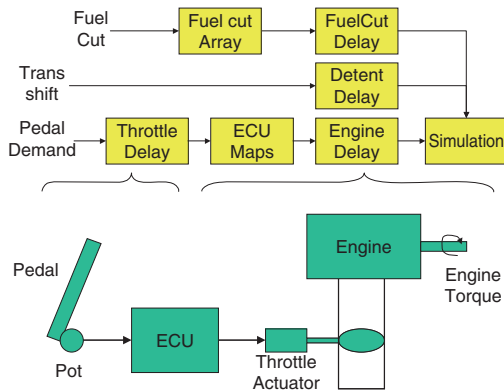 Fuel
Cut
Fuel cut
Array
FuelCut
Delay
Trans
shift
Detent
Delay
Pedal
Demand
Throttle
Delay
ECU
Maps
Engine
Delay
Simulation
Pedal
Engine
Engine
Torque
ECU
Pot
Throttle
Actuator